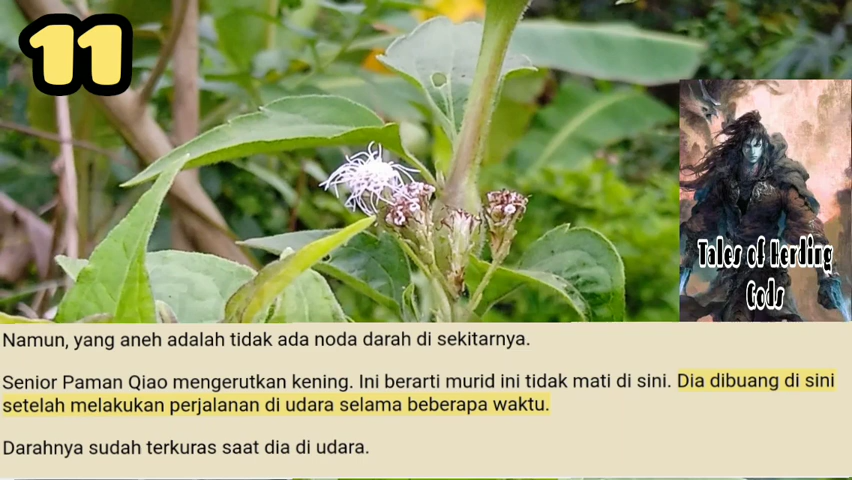 11
Tales of Herding
Gods
Namun, yang aneh adalah tidak ada noda darah di sekitarnya.
Senior Paman Qiao mengerutkan kening. Ini berarti murid ini tidak mati di sini. Dia dibuang di sini
setelah melakukan perjalanan di udara selama beberapa waktu.
Darahnya sudah terkuras saat dia di udara.